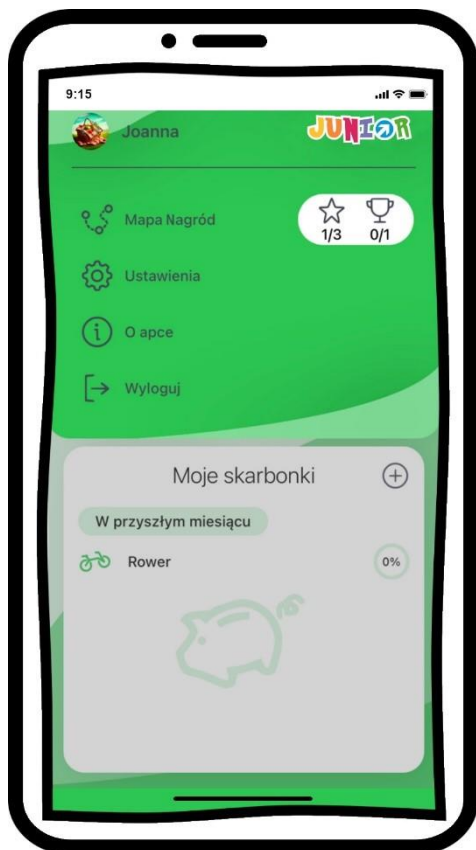 9:15
Joanna
JUNIOR
Mapa Nagród
1/3 0/1
Ustawienia
O apce
Wyloguj
Moje skarbonki
W przyszłym miesiącu
Rower 0%